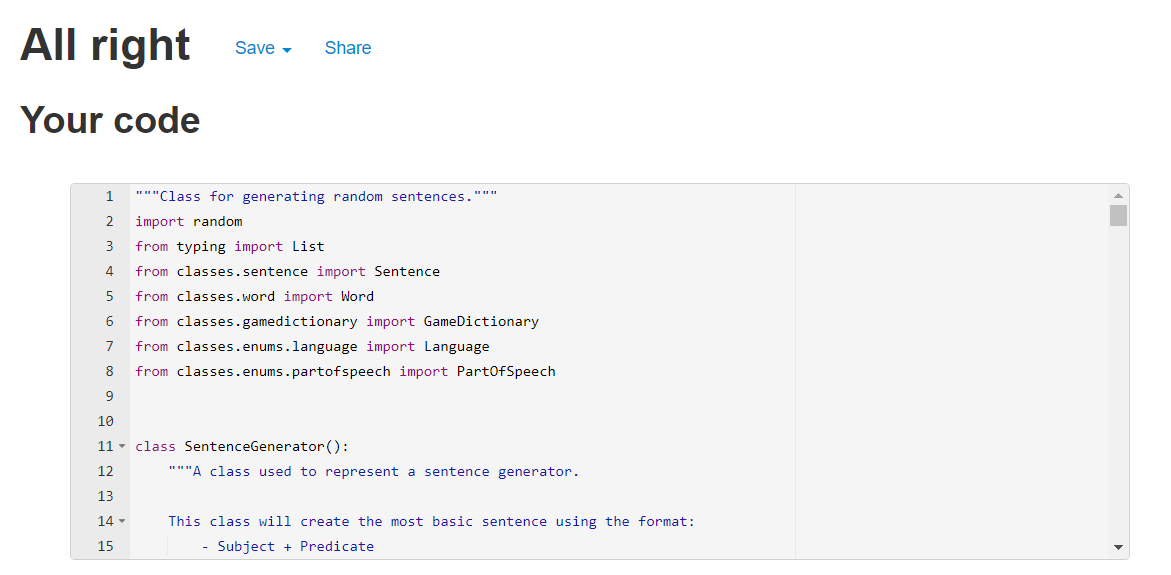 All right Save Share
Your code
1 """Class for generating random sentences."""
2 import random
3 from typing import List
4 from classes.sentence import Sentence
5 from classes.word import Word
6 from classes.gamedictionary import GameDictionary
7 from classes.enums.language import Language
8 from classes.enums.partofspeech import PartOfSpeech
9
10
11 class SentenceGenerator():
12     """A class used to represent a sentence generator.
13
14     This class will create the most basic sentence using the format:
15         - Subject + Predicate